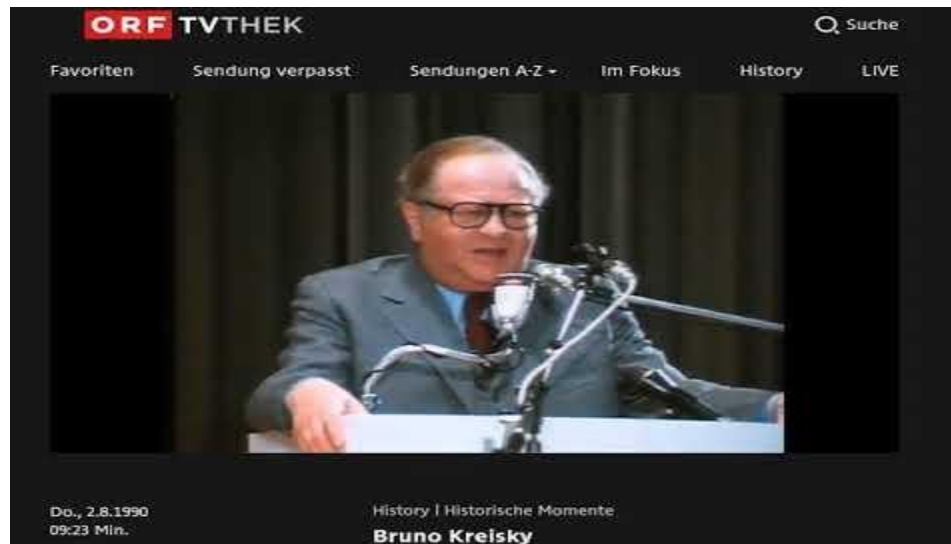 ORF TVTHEK
Suche
Favoriten Sendung verpasst Sendungen A-Z Im Fokus History LIVE
Do., 2.8.1990
09:23 Min.
History | Historische Momente
Bruno Kreisky